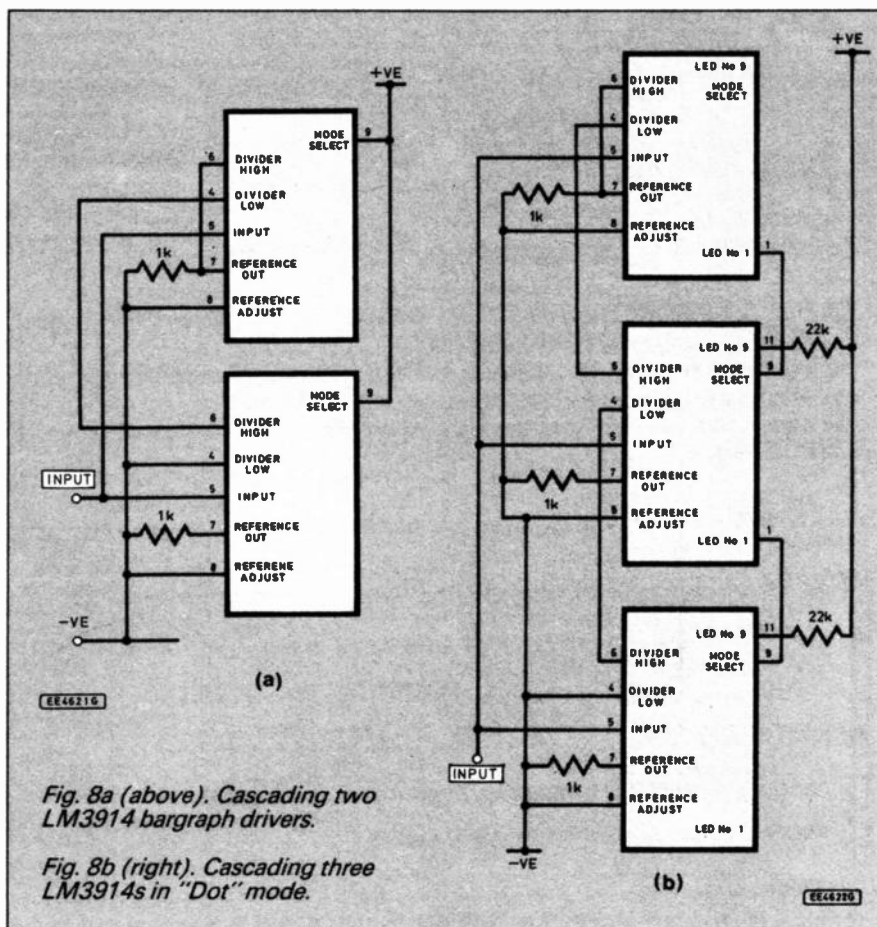 +VE
6
DIVIDER
HIGH
MODE
SELECT
9
4
DIVIDER
LOW
5
INPUT
1k
7
REFERENCE
OUT
8
REFERENCE
ADJUST
6
DIVIDER
HIGH
MODE
SELECT
9
4
DIVIDER
LOW
INPUT
5
INPUT
1k
7
REFERENCE
OUT
8
REFERENE
ADJUST
-VE
(a)
EE4621G
Fig. 8a (above). Cascading two
LM3914 bargraph drivers.
Fig. 8b (right). Cascading three
LM3914s in "Dot" mode.
+VE
LED No 9
MODE
SELECT
6
DIVIDER
HIGH
4
DIVIDER
LOW
5
INPUT
1k
7
REFERENCE
OUT
8
REFERENCE
ADJUST
LED No 1
1
LED No 9
11
22k
MODE
SELECT
9
DIVIDER
HIGH
4
DIVIDER
LOW
5
INPUT
1k
7
REFERENCE
OUT
REFERENCE
ADJUST
LED No 1
1
LED No 9
11
22k
MODE
SELECT
9
6
DIVIDER
HIGH
4
DIVIDER
LOW
5
INPUT
INPUT
1k
7
REFERENCE
OUT
8
REFERENCE
ADJUST
LED No 1
-VE
(b)